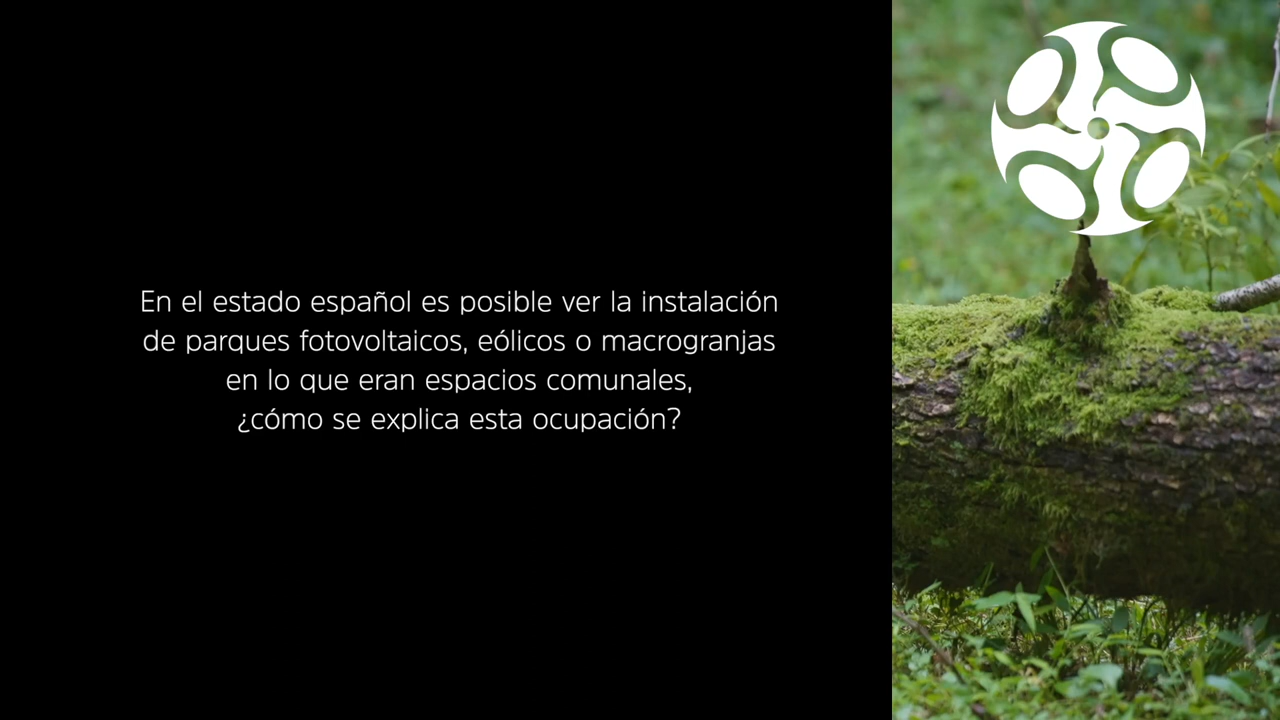 En el estado español es posible ver la instalación
de parques fotovoltaicos, eólicos o macrogranjas
en lo que eran espacios comunales,
¿cómo se explica esta ocupación?